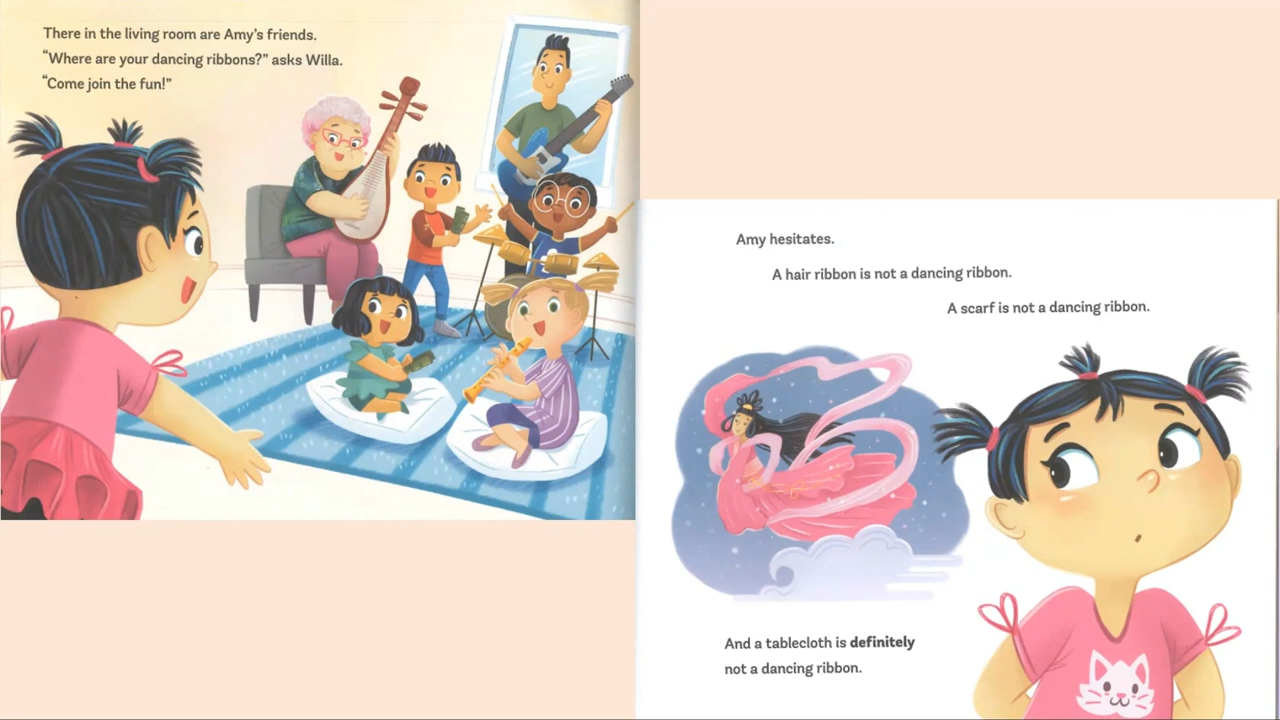 There in the living room are Amy’s friends.
“Where are your dancing ribbons?” asks Willa.
“Come join the fun!”
Amy hesitates.
A hair ribbon is not a dancing ribbon.
A scarf is not a dancing ribbon.
And a tablecloth is definitely
not a dancing ribbon.